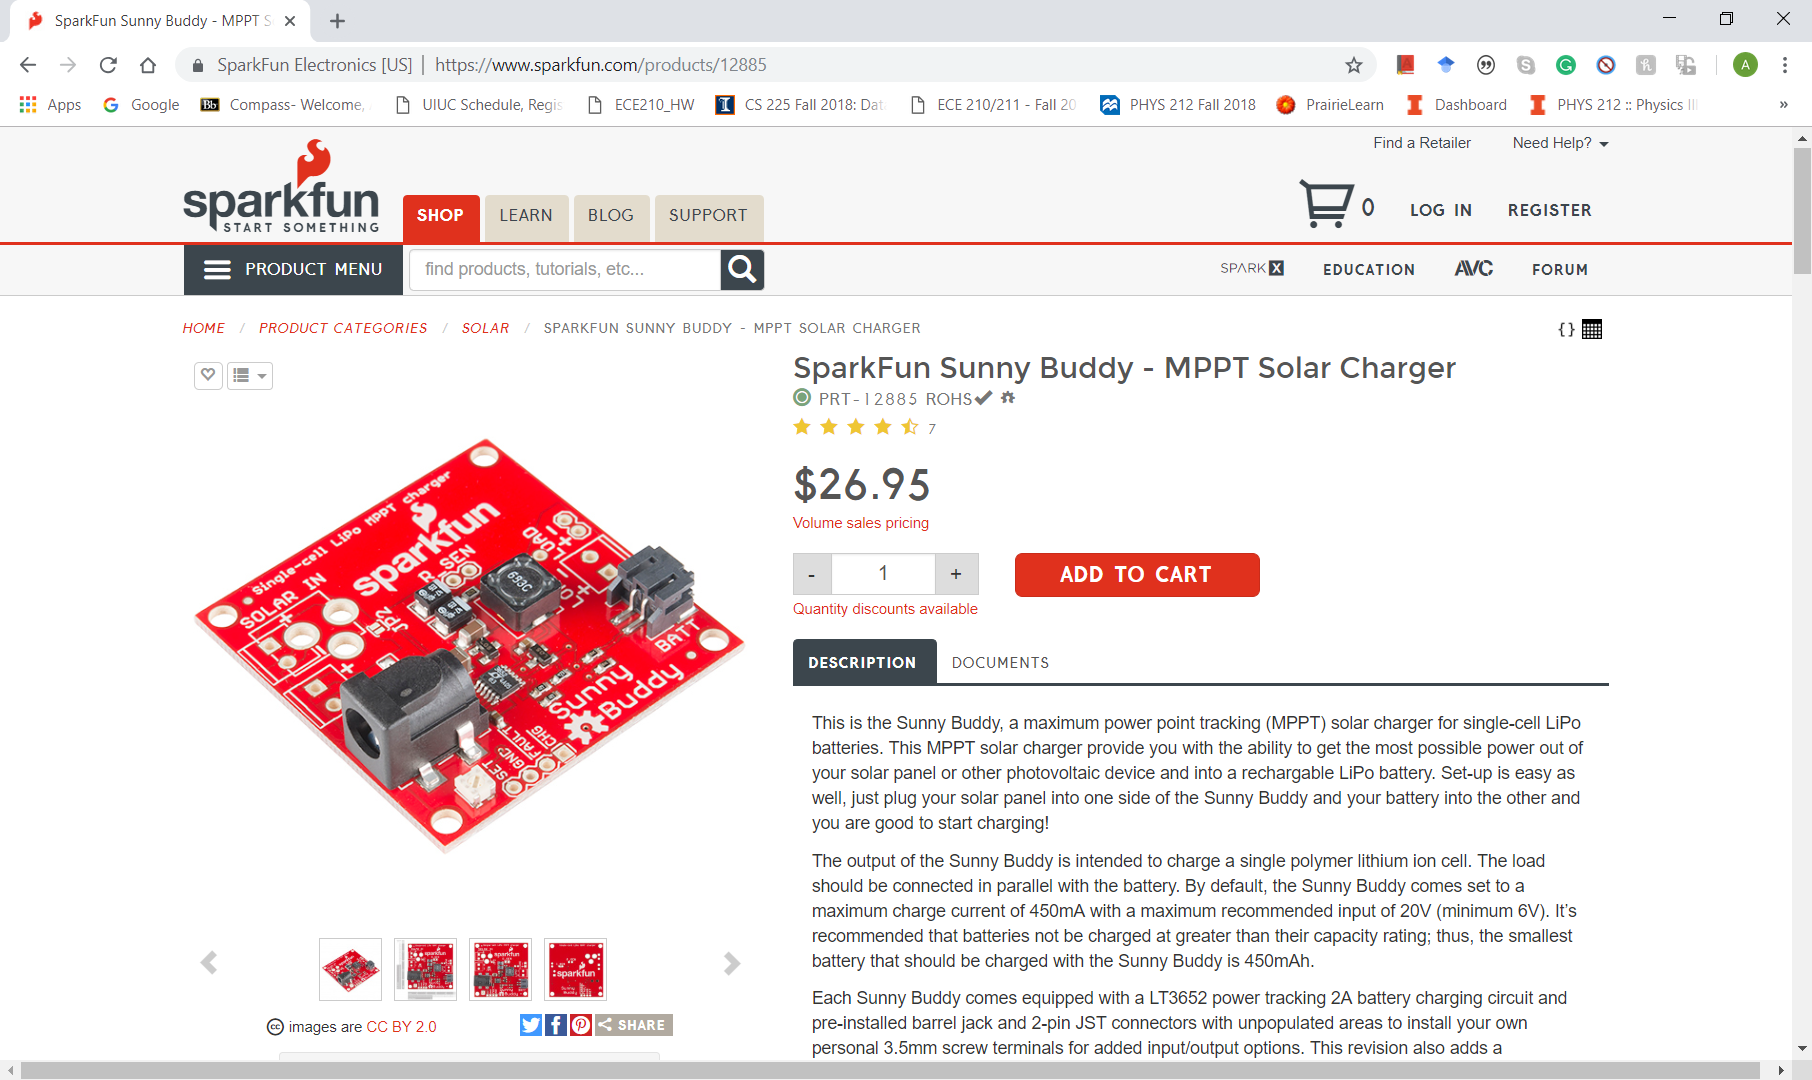 SparkFun Sunny Buddy - MPPT S
SparkFun Electronics [US] | https://www.sparkfun.com/products/12885
A
Apps Google Bb Compass- Welcome, UIUC Schedule, Regis ECE210_HW CS 225 Fall 2018: Dat ECE 210/211 - Fall 20 PHYS 212 Fall 2018 PrairieLearn Dashboard PHYS 212 :: Physics Ill »
Find a Retailer Need Help?
sparkfun
START SOMETHING
SHOP LEARN BLOG SUPPORT
0 LOG IN REGISTER
PRODUCT MENU find products, tutorials, etc...
SPARK X EDUCATION AVC FORUM
HOME / PRODUCT CATEGORIES / SOLAR / SPARKFUN SUNNY BUDDY - MPPT SOLAR CHARGER
{}
SparkFun Sunny Buddy - MPPT Solar Charger
PRT-12885 ROHS✔
7
$26.95
Volume sales pricing
- 1 + ADD TO CART
Quantity discounts available
DESCRIPTION DOCUMENTS
Single-cell LiPo MPPT Charger
sparkfun
SOLAR IN
R SEN
LOAD
JP2
693C
BATT
Sunny
Buddy
SET GND FAULT CHG
This is the Sunny Buddy, a maximum power point tracking (MPPT) solar charger for single-cell LiPo
batteries. This MPPT solar charger provide you with the ability to get the most possible power out of
your solar panel or other photovoltaic device and into a rechargable LiPo battery. Set-up is easy as
well, just plug your solar panel into one side of the Sunny Buddy and your battery into the other and
you are good to start charging!
The output of the Sunny Buddy is intended to charge a single polymer lithium ion cell. The load
should be connected in parallel with the battery. By default, the Sunny Buddy comes set to a
maximum charge current of 450mA with a maximum recommended input of 20V (minimum 6V). It's
recommended that batteries not be charged at greater than their capacity rating; thus, the smallest
battery that should be charged with the Sunny Buddy is 450mAh.
Each Sunny Buddy comes equipped with a LT3652 power tracking 2A battery charging circuit and
pre-installed barrel jack and 2-pin JST connectors with unpopulated areas to install your own
personal 3.5mm screw terminals for added input/output options. This revision also adds a
sparkfun
cc images are CC BY 2.0
SHARE